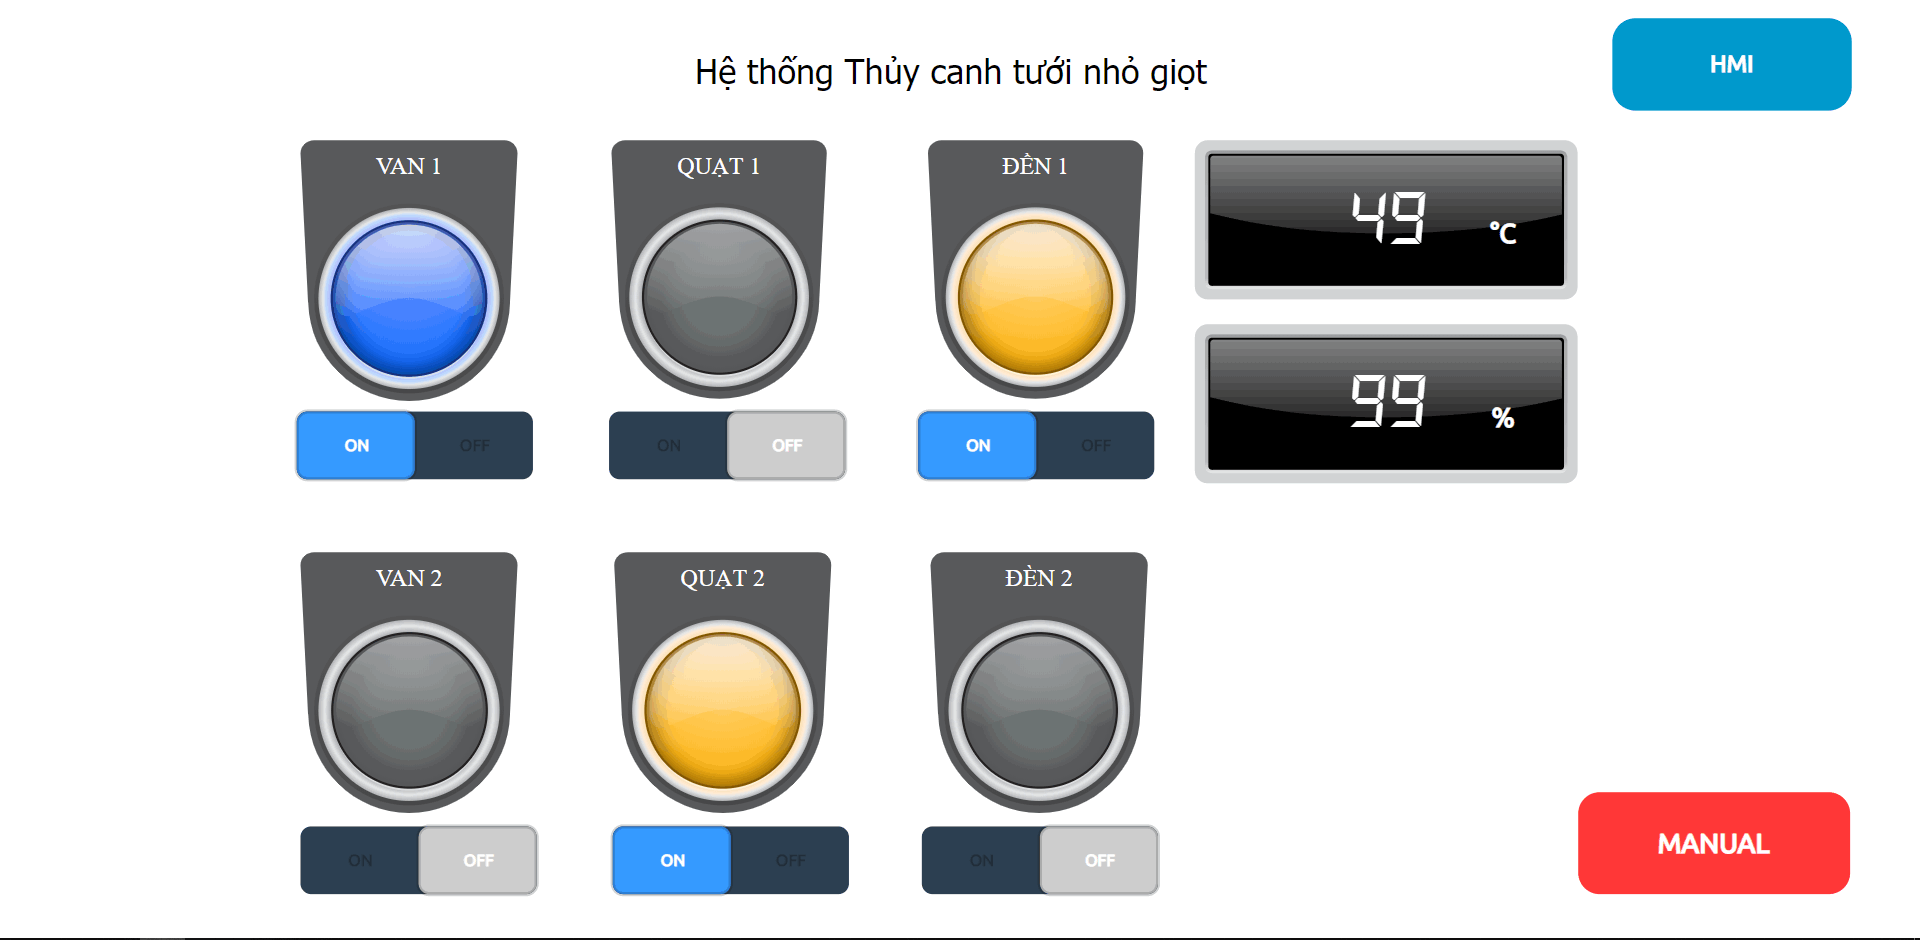 Hệ thống Thủy canh tưới nhỏ giọt
HMI
VAN 1
QUẠT 1
ĐỀN 1
49 °C
99 %
ON OFF
ON OFF
ON OFF
VAN 2
QUẠT 2
ĐÈN 2
ON OFF
ON OFF
ON OFF
MANUAL